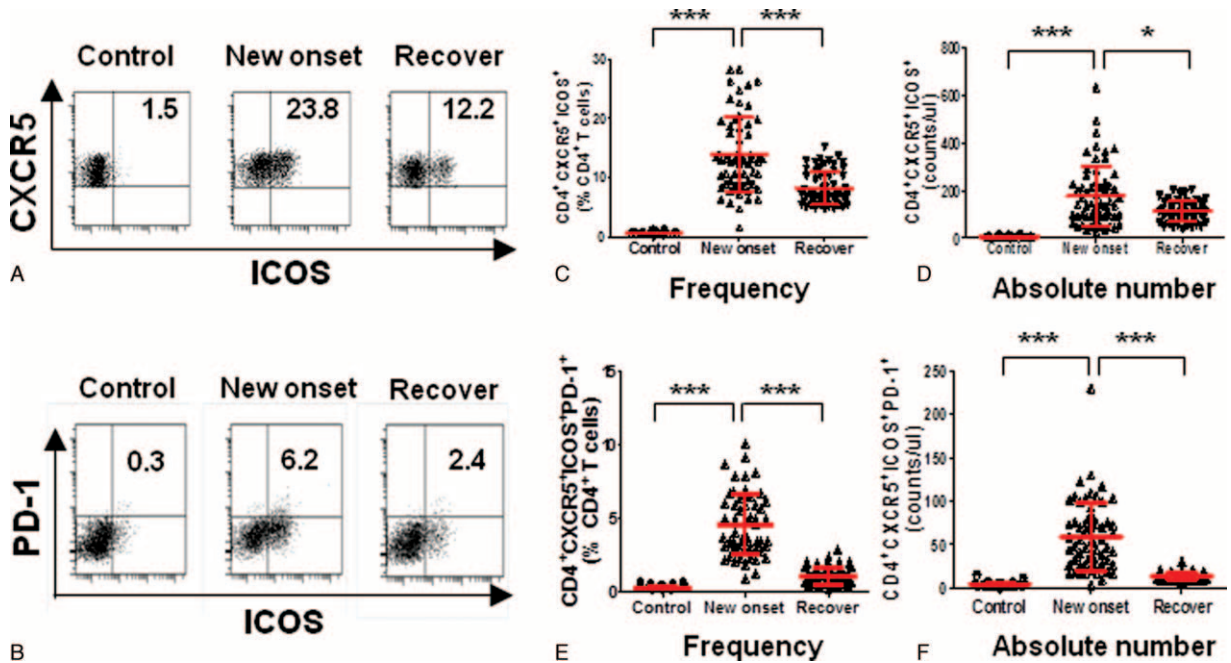 Control New onset Recover
CXCR5
1.5 23.8 12.2
ICOS
A
Control New onset Recover
PD-1
0.3 6.2 2.4
ICOS
B
*** ***
CD4+CXCR5+ICOS+
(% CD4+ T cells)
30
20
10
0
Control New onset Recover
C
Frequency
*** *
CD4+CXCR5+ICOS+
(counts/ul)
800
600
400
200
0
Control New onset Recover
D
Absolute number
*** ***
CD4+CXCR5+ICOS+PD-1+
(% CD4+ T cells)
15
10
5
0
Control New onset Recover
E
Frequency
*** ***
CD4+CXCR5+ICOS+PD-1+
(counts/ul)
250
200
150
100
50
0
Control New onset Recover
F
Absolute number